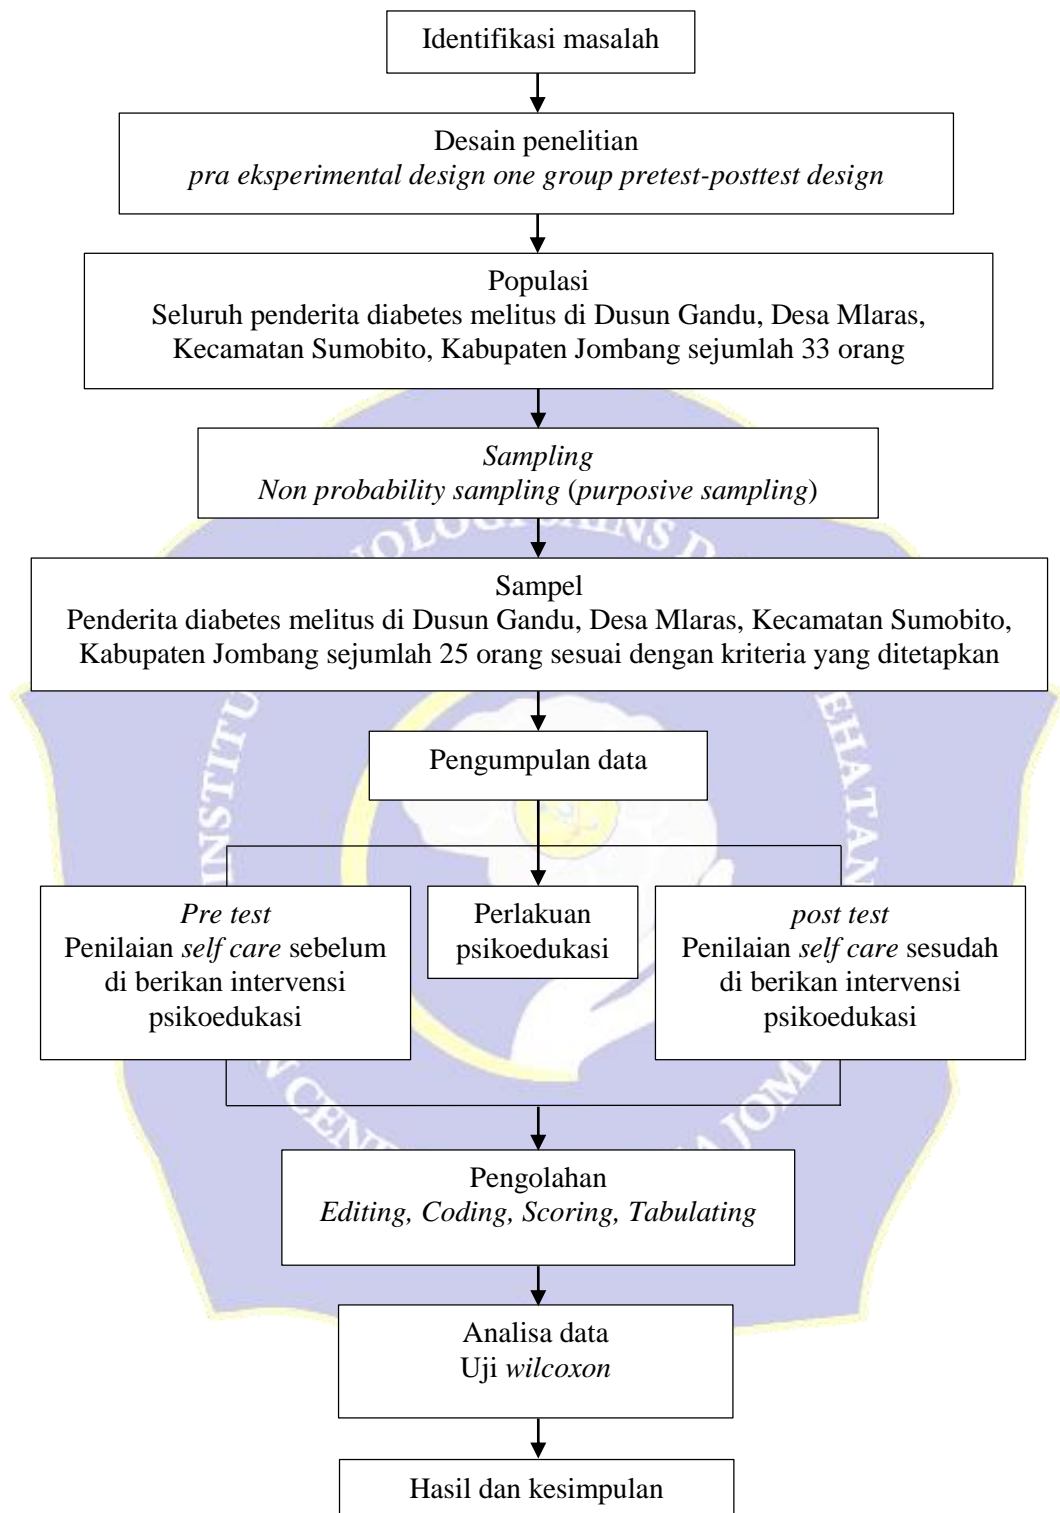 Identifikasi masalah
Desain penelitian
pra eksperimental design one group pretest-posttest design
Populasi
Seluruh penderita diabetes melitus di Dusun Gandu, Desa Mlaras,
Kecamatan Sumobito, Kabupaten Jombang sejumlah 33 orang
Sampling
Non probability sampling (purposive sampling)
Sampel
Penderita diabetes melitus di Dusun Gandu, Desa Mlaras, Kecamatan Sumobito,
Kabupaten Jombang sejumlah 25 orang sesuai dengan kriteria yang ditetapkan
Pengumpulan data
Pre test
Penilaian self care sebelum
di berikan intervensi
psikoedukasi
Perlakuan
psikoedukasi
post test
Penilaian self care sesudah
di berikan intervensi
psikoedukasi
Pengolahan
Editing, Coding, Scoring, Tabulating
Analisa data
Uji wilcoxon
Hasil dan kesimpulan